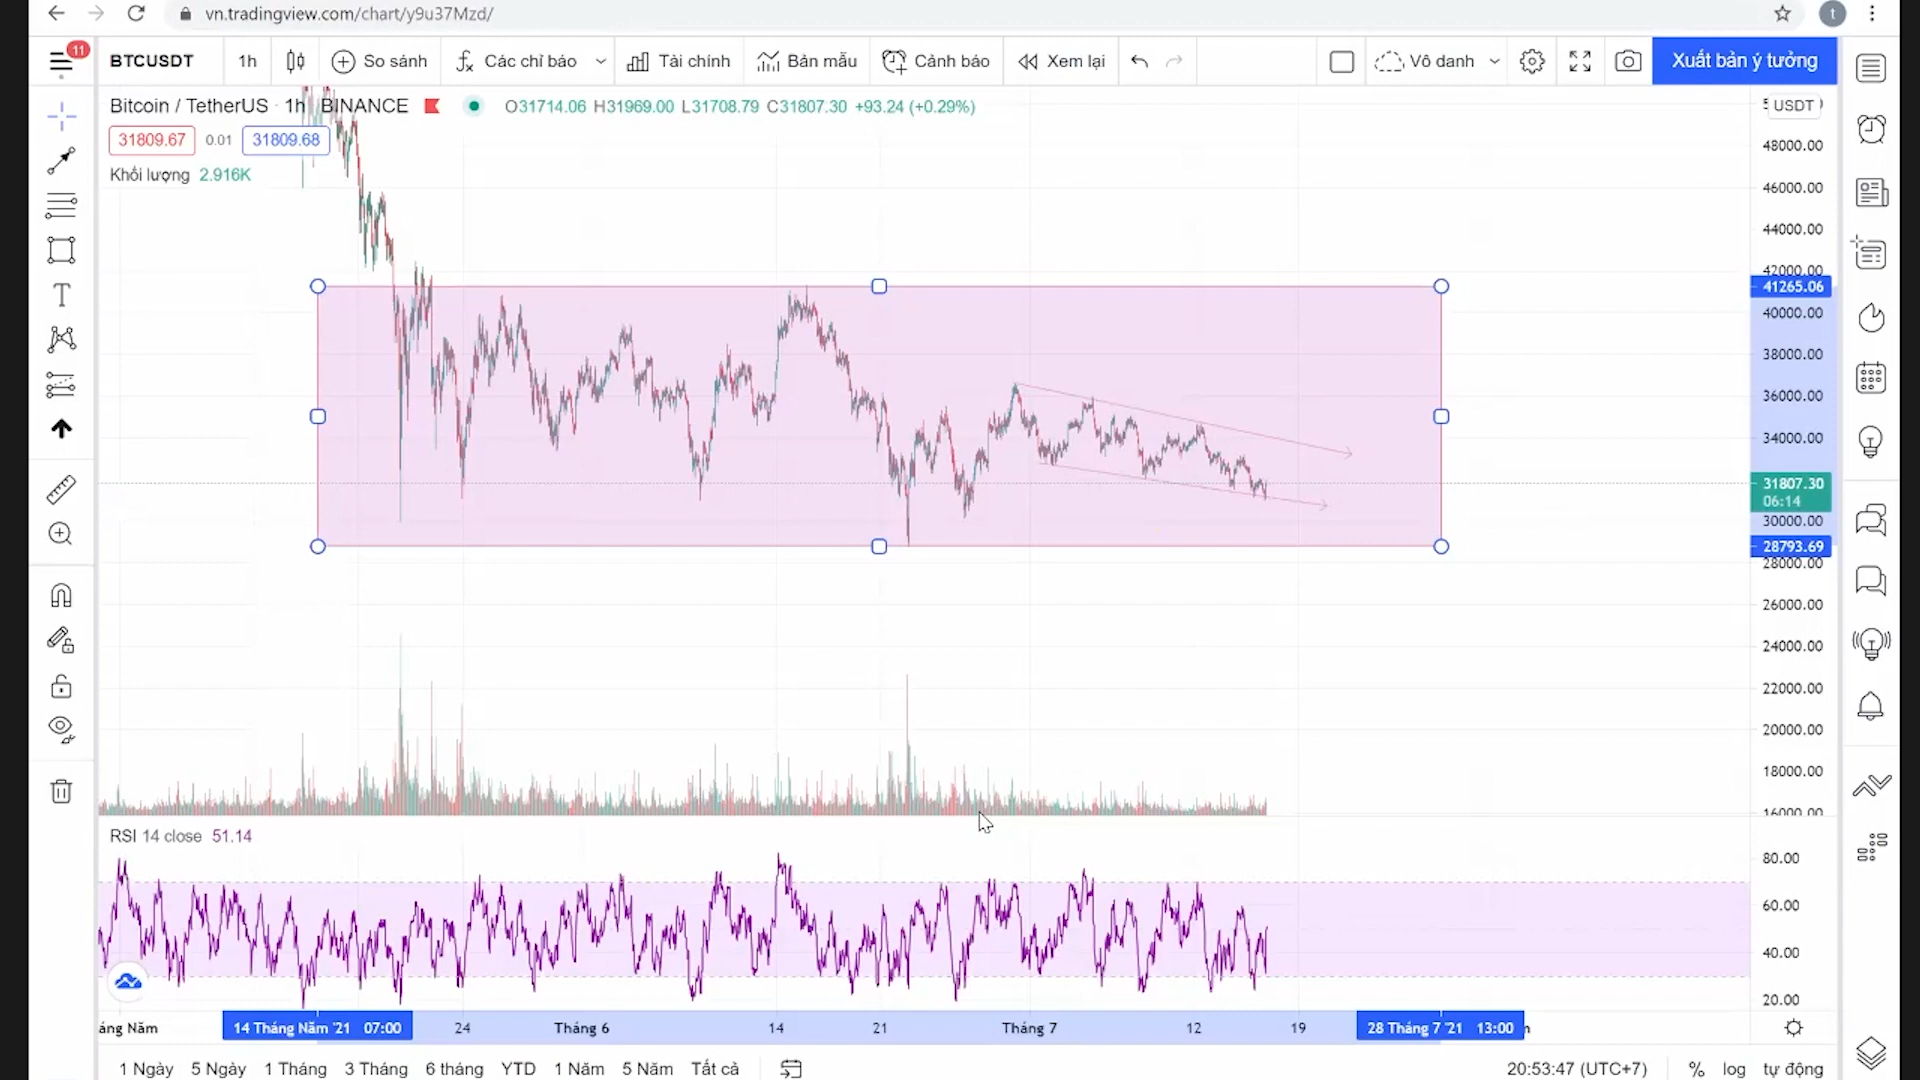 vn.tradingview.com/chart/y9u37Mzd/
t
11
BTCUSDT 1h So sánh Các chỉ báo Tài chính Bản mẫu Cảnh báo Xem lại Vô danh Xuất bản ý tưởng
Bitcoin / TetherUS · 1h BINANCE O31714.06 H31969.00 L31708.79 C31807.30 +93.24 (+0.29%)
USDT
31809.67 0.01 31809.68
Khối lượng 2.916K
48000.00
46000.00
44000.00
42000.00
41265.06
40000.00
38000.00
36000.00
34000.00
31807.30
06:14
30000.00
28793.69
28000.00
26000.00
24000.00
22000.00
20000.00
18000.00
16000.00
RSI 14 close 51.14
80.00
60.00
40.00
20.00
áng Năm 14 Tháng Năm '21 07:00 24 Tháng 6 14 21 Tháng 7 12 19 28 Tháng 7 '21 13:00
1 Ngày 5 Ngày 1 Tháng 3 Tháng 6 tháng YTD 1 Năm 5 Năm Tất cả 20:53:47 (UTC+7) % log tự động